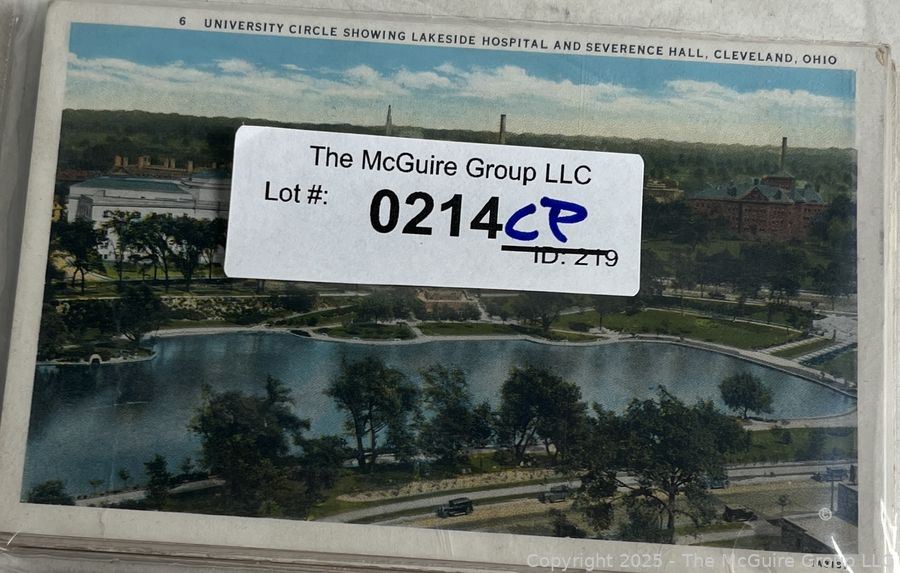 6 UNIVERSITY CIRCLE SHOWING LAKESIDE HOSPITAL AND SEVERENCE HALL, CLEVELAND, OHIO
The McGuire Group LLC
Lot #:
0214CP
ID: 219
©
Copyright 2025 - The McGuire Group LLC